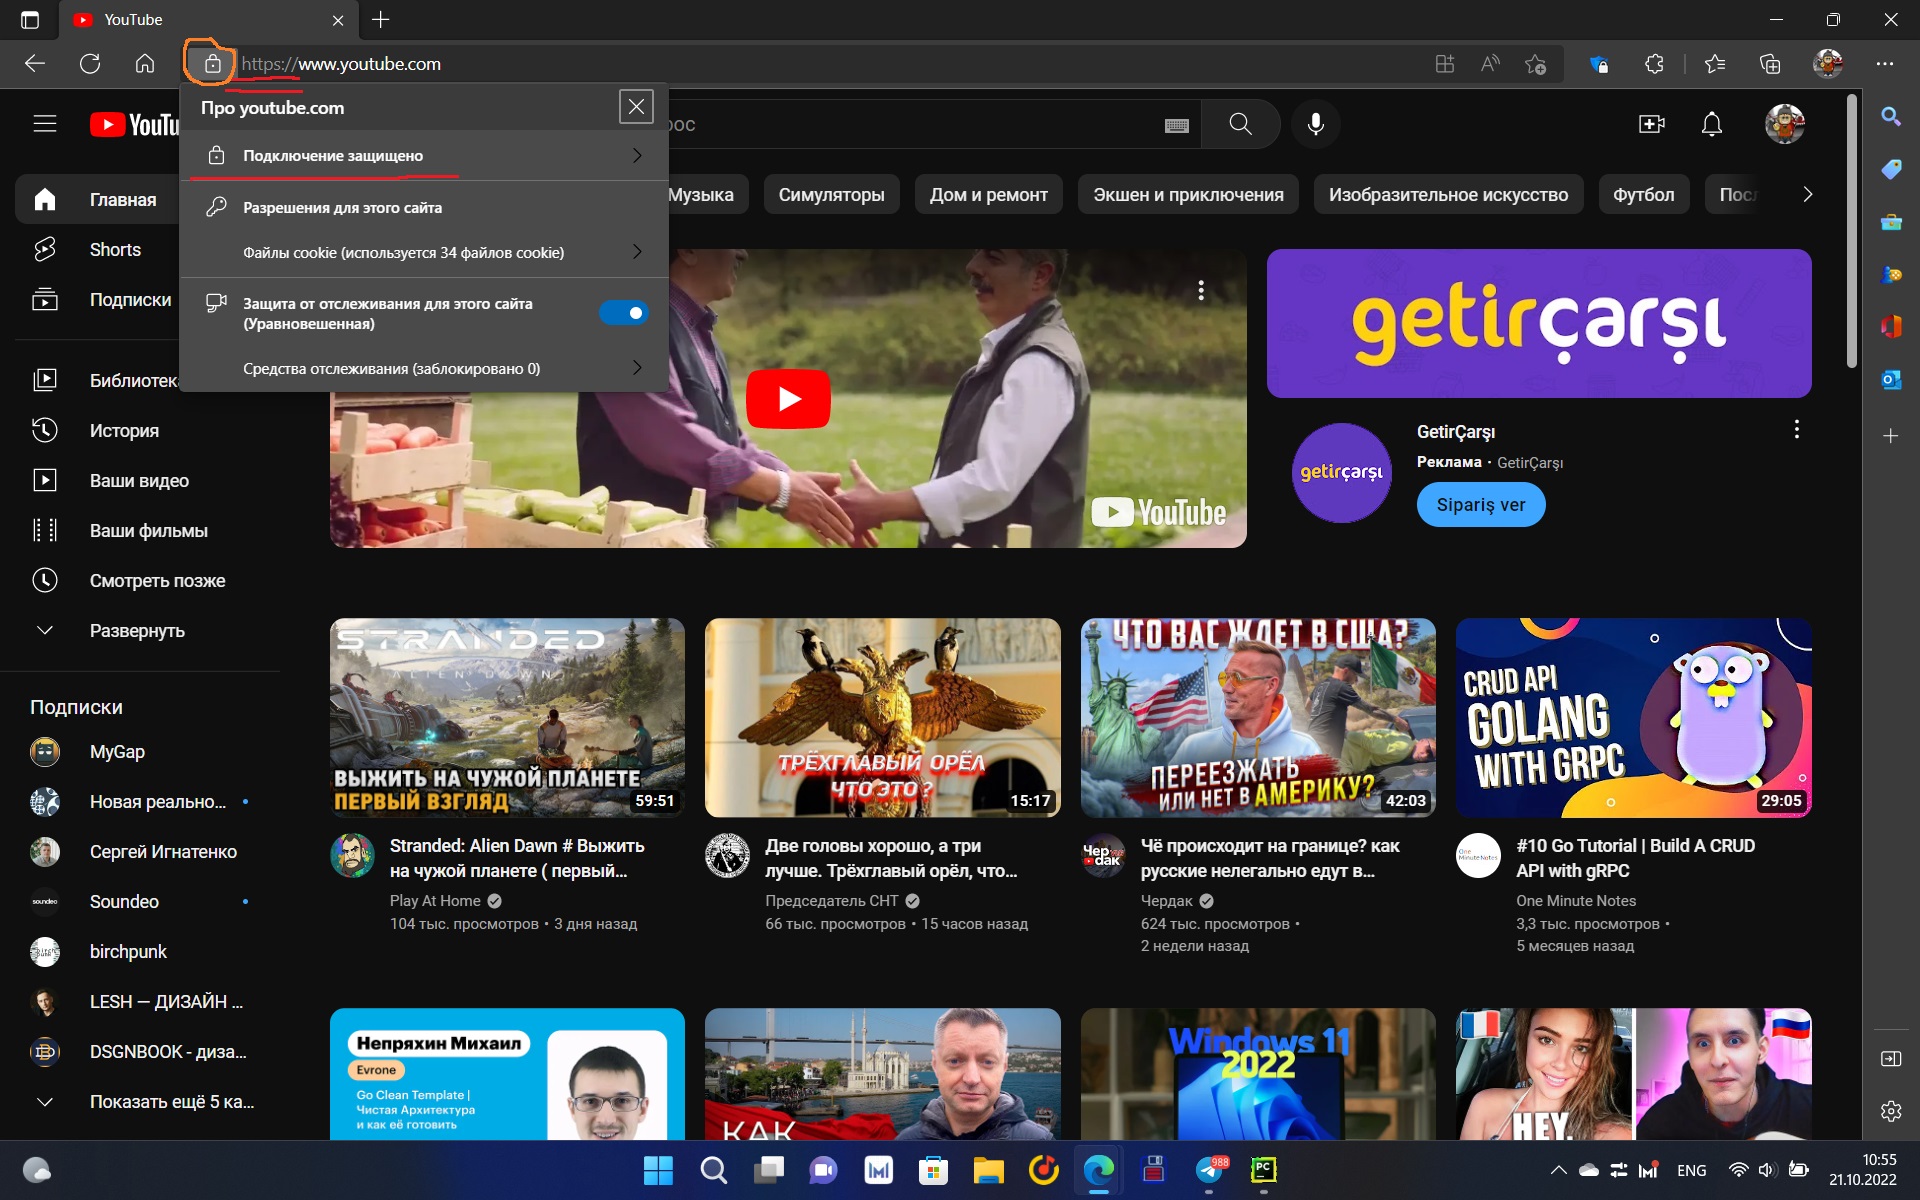 YouTube
https://www.youtube.com
Про youtube.com
Подключение защищено
Разрешения для этого сайта
Файлы cookie (используется 34 файлов cookie)
Защита от отслеживания для этого сайта
(Уравновешенная)
Средства отслеживания (заблокировано 0)
Музыка
Симуляторы
Дом и ремонт
Экшен и приключения
Изобразительное искусство
Футбол
Главная
Shorts
Подписки
Библиотека
История
Ваши видео
Ваши фильмы
Смотреть позже
Развернуть
Подписки
MyGap
Новая реально...
Сергей Игнатенко
Soundeo
birchpunk
LESH — ДИЗАЙН ...
DSGNBOOK - диза...
Показать ещё 5 ка...
YouTube
getirçarşı
getirçarşı
GetirÇarşı
Реклама • GetirÇarşı
Sipariş ver
STRANDED
ALIEN DAWN
ВЫЖИТЬ НА ЧУЖОЙ ПЛАНЕТЕ
ПЕРВЫЙ ВЗГЛЯД
59:51
Stranded: Alien Dawn # Выжить
на чужой планете ( первый...
Play At Home
104 тыс. просмотров • 3 дня назад
ТРЁХГЛАВЫЙ ОРЁЛ
ЧТО ЭТО ?
15:17
Две головы хорошо, а три
лучше. Трёхглавый орёл, что...
Председатель СНТ
66 тыс. просмотров • 15 часов назад
ЧТО ВАС ЖДЕТ В США?
ПЕРЕЕЗЖАТЬ
ИЛИ НЕТ В АМЕРИКУ?
42:03
Чер
dак
Чё происходит на границе? как
русские нелегально едут в...
Чердак
624 тыс. просмотров •
2 недели назад
CRUD API
GOLANG
WITH GRPC
29:05
One
MinuteNotes
#10 Go Tutorial | Build A CRUD
API with gRPC
One Minute Notes
3,3 тыс. просмотров •
5 месяцев назад
Непряхин Михаил
Evrone
Go Clean Template |
Чистая Архитектура
и как её готовить
КАК
Windows 11
2022
HEY,
988
PC
ENG
10:55
21.10.2022